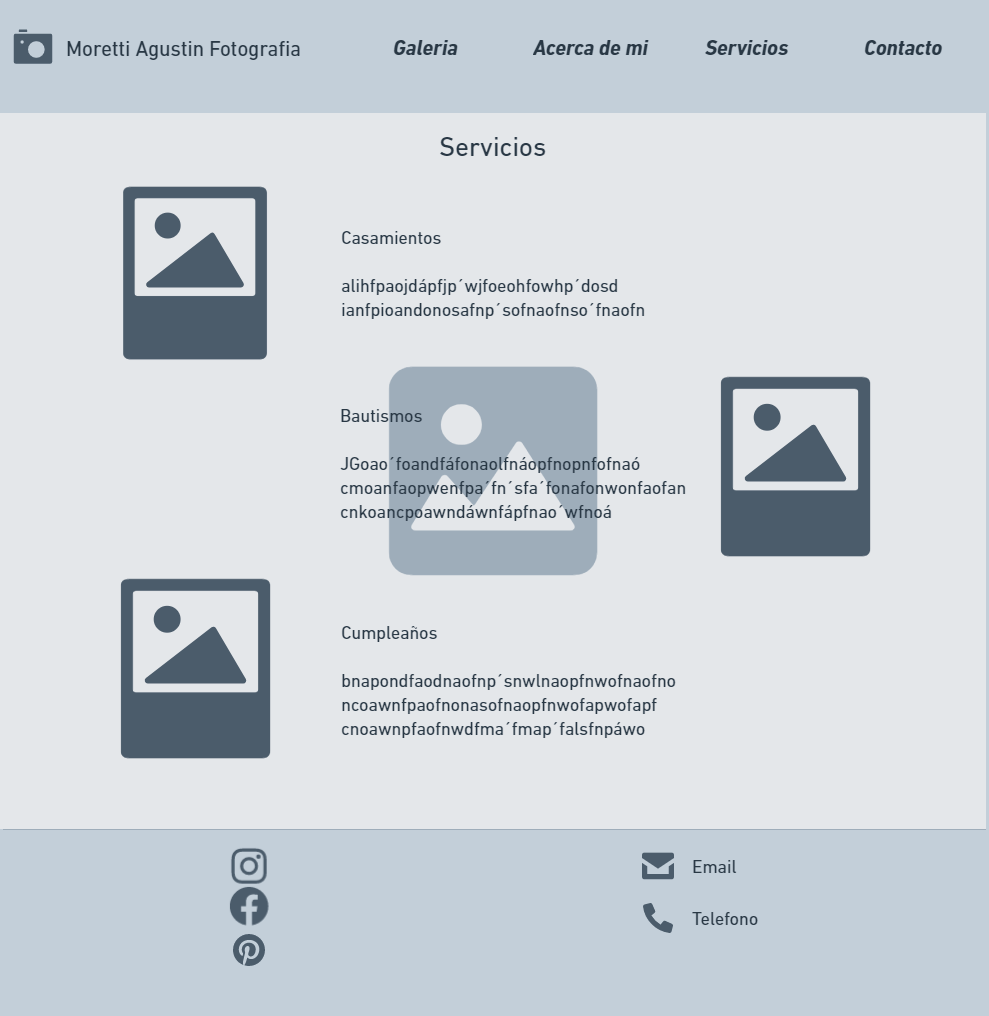 Moretti Agustin Fotografia
Galeria
Acerca de mi
Servicios
Contacto
Servicios
Casamientos
alihfpaojdápfjp´wjfoeohfowhp´dosd
ianfpioandonosafnp´sofnaofnso´fnaofn
Bautismos
JGoao´foandfáfonaolfnáopfnopnfofnaó
cmoanfaopwenfpa´fn´sfa´fonafonwonfaofan
cnkoancpoawndáwnfápfnao´wfnoá
Cumpleaños
bnapondfaodnaofnp´snwlnaopfnwofnaofno
ncoawnfpaofnonasofnaopfnwofapwofapf
cnoawnpfaofnwdfma´fmap´falsfnpáwo
Email
Telefono